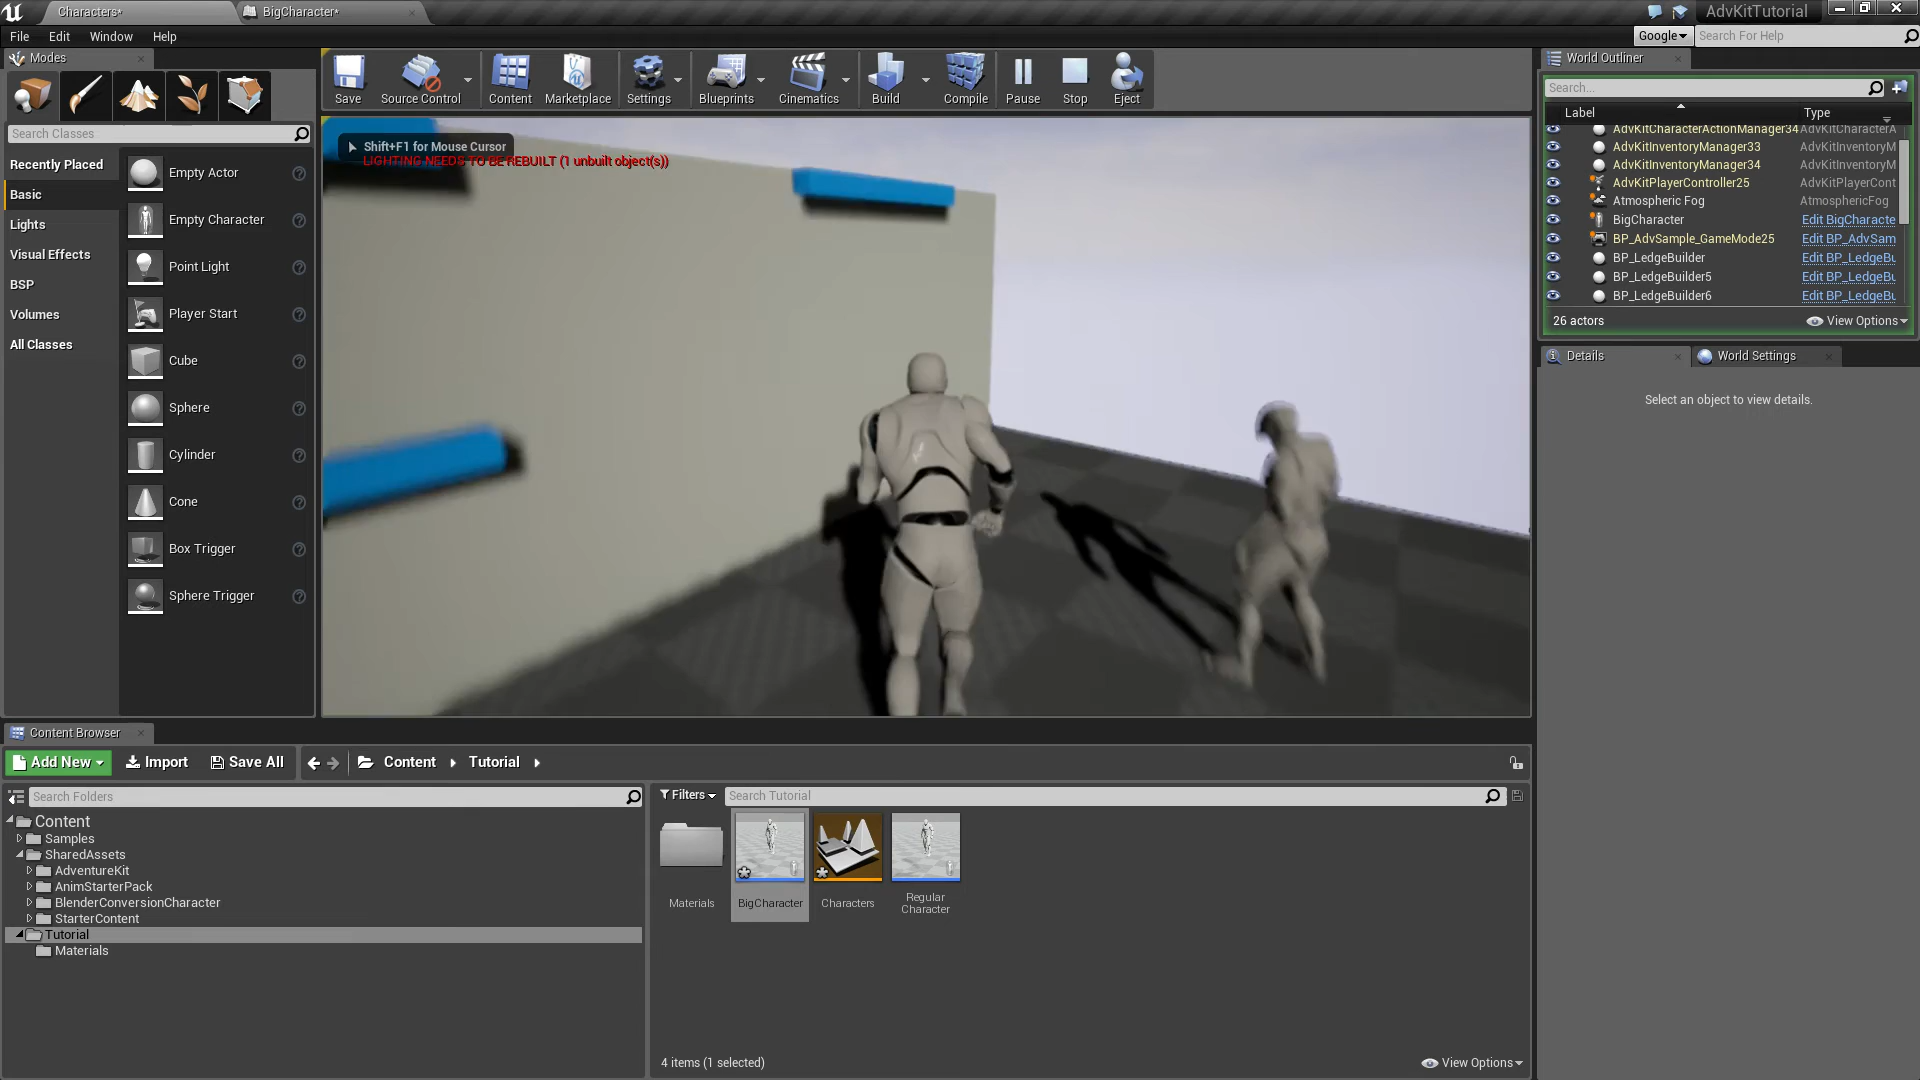 Characters*
BigCharacter*
AdvKitTutorial
File
Edit
Window
Help
Google
Search For Help
Modes
Search Classes
Recently Placed
Basic
Lights
Visual Effects
BSP
Volumes
All Classes
Empty Actor
Empty Character
Point Light
Player Start
Cube
Sphere
Cylinder
Cone
Box Trigger
Sphere Trigger
Save
Source Control
Content
Marketplace
Settings
Blueprints
Cinematics
Build
Compile
Pause
Stop
Eject
Shift+F1 for Mouse Cursor
LIGHTING NEEDS TO BE REBUILT (1 unbuilt object(s))
World Outliner
Search...
Label
Type
AdvKitCharacterActionManager34 AdvKitCharacterA
AdvKitInventoryManager33 AdvKitInventoryM
AdvKitInventoryManager34 AdvKitInventoryM
AdvKitPlayerController25 AdvKitPlayerCont
Atmospheric Fog AtmosphericFog
BigCharacter Edit BigCharacte
BP_AdvSample_GameMode25 Edit BP_AdvSam
BP_LedgeBuilder Edit BP_LedgeBu
BP_LedgeBuilder5 Edit BP_LedgeBu
BP_LedgeBuilder6 Edit BP_LedgeBu
26 actors
View Options
Details
World Settings
Select an object to view details.
Content Browser
Add New
Import
Save All
Content
Tutorial
Search Folders
Content
Samples
SharedAssets
AdventureKit
AnimStarterPack
BlenderConversionCharacter
StarterContent
Tutorial
Materials
Filters
Search Tutorial
Materials
BigCharacter
Characters
Regular
Character
4 items (1 selected)
View Options